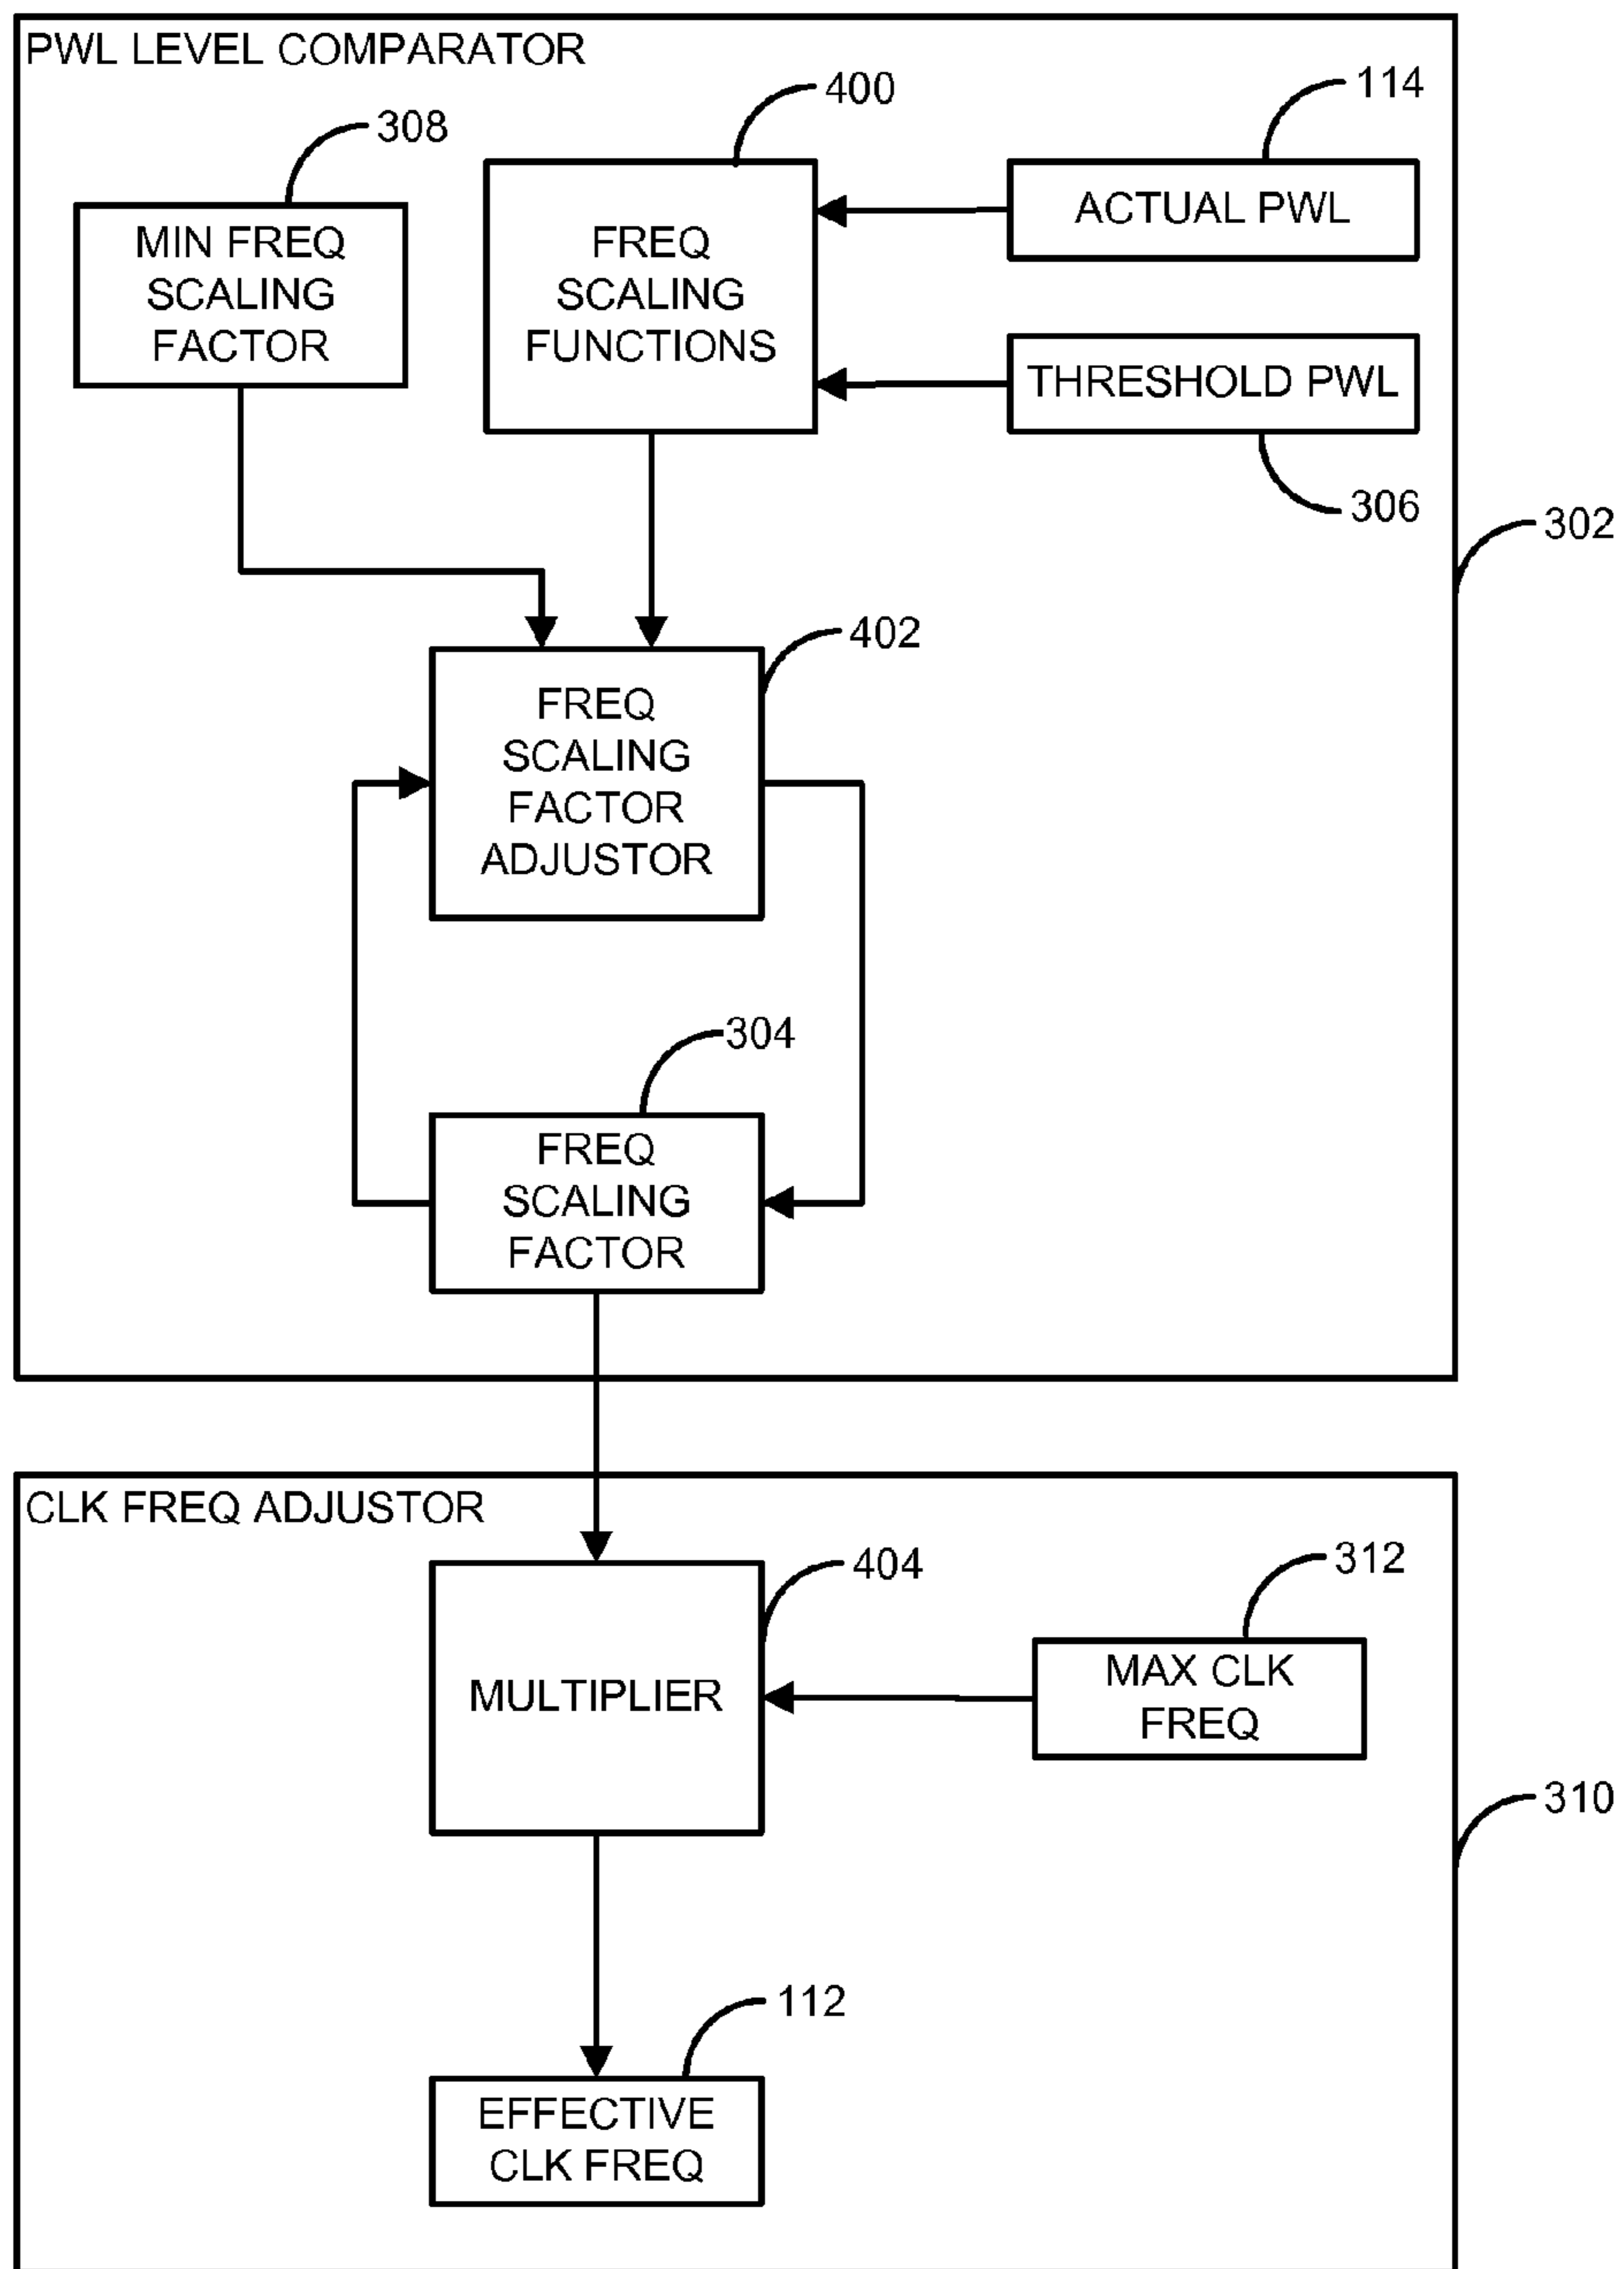 PWL LEVEL COMPARATOR
400
114
308
MIN FREQ
SCALING
FACTOR
FREQ
SCALING
FUNCTIONS
ACTUAL PWL
THRESHOLD PWL
306
302
402
FREQ
SCALING
FACTOR
ADJUSTOR
304
FREQ
SCALING
FACTOR
CLK FREQ ADJUSTOR
404
312
MULTIPLIER
MAX CLK
FREQ
310
112
EFFECTIVE
CLK FREQ